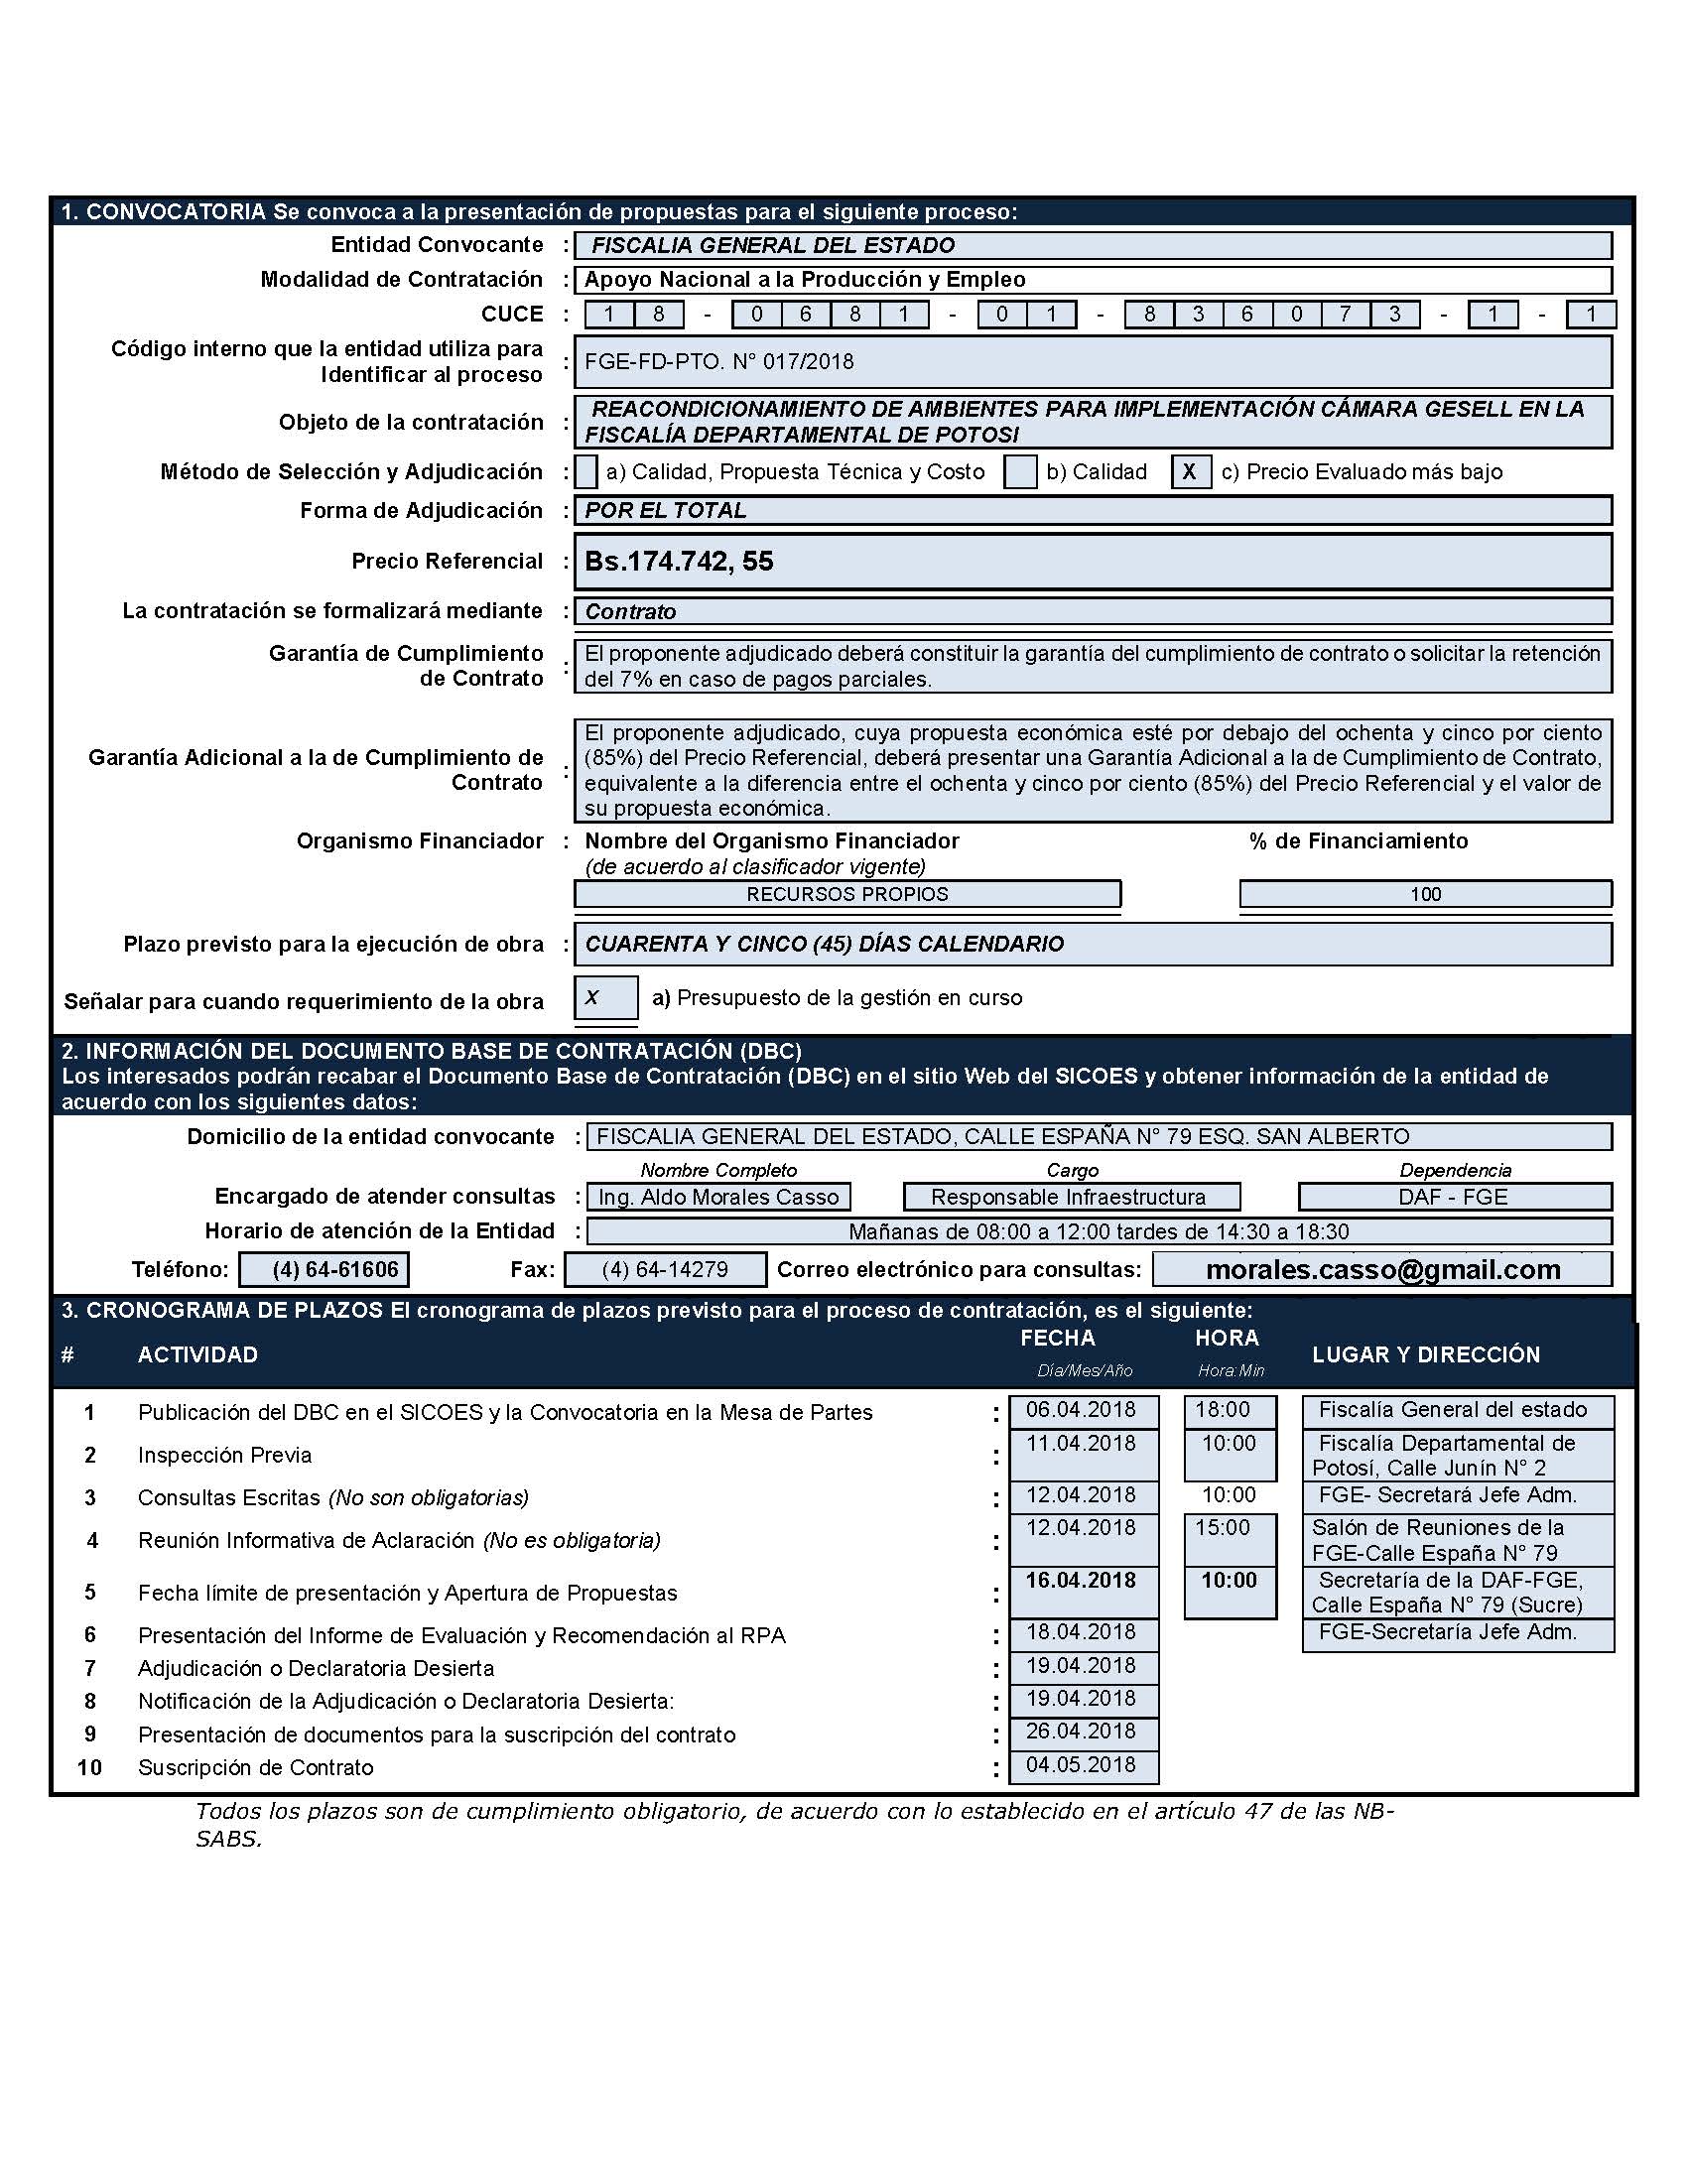 1. CONVOCATORIA Se convoca a la presentación de propuestas para el siguiente proceso:
Entidad Convocante : FISCALIA GENERAL DEL ESTADO
Modalidad de Contratación : Apoyo Nacional a la Producción y Empleo
CUCE : 1 8 - 0 6 8 1 - 0 1 - 8 3 6 0 7 3 - 1 - 1
Código interno que la entidad utiliza para
Identificar al proceso : FGE-FD-PTO. N° 017/2018
Objeto de la contratación : REACONDICIONAMIENTO DE AMBIENTES PARA IMPLEMENTACIÓN CÁMARA GESELL EN LA
FISCALÍA DEPARTAMENTAL DE POTOSI
Método de Selección y Adjudicación : a) Calidad, Propuesta Técnica y Costo b) Calidad X c) Precio Evaluado más bajo
Forma de Adjudicación : POR EL TOTAL
Precio Referencial : Bs.174.742, 55
La contratación se formalizará mediante : Contrato
Garantía de Cumplimiento
de Contrato :
El proponente adjudicado deberá constituir la garantía del cumplimiento de contrato o solicitar la retención
del 7% en caso de pagos parciales.
Garantía Adicional a la de Cumplimiento de
Contrato :
El proponente adjudicado, cuya propuesta económica esté por debajo del ochenta y cinco por ciento
(85%) del Precio Referencial, deberá presentar una Garantía Adicional a la de Cumplimiento de Contrato,
equivalente a la diferencia entre el ochenta y cinco por ciento (85%) del Precio Referencial y el valor de
su propuesta económica.
Organismo Financiador : Nombre del Organismo Financiador % de Financiamiento
(de acuerdo al clasificador vigente)
RECURSOS PROPIOS 100
Plazo previsto para la ejecución de obra : CUARENTA Y CINCO (45) DÍAS CALENDARIO
Señalar para cuando requerimiento de la obra X a) Presupuesto de la gestión en curso
2. INFORMACIÓN DEL DOCUMENTO BASE DE CONTRATACIÓN (DBC)
Los interesados podrán recabar el Documento Base de Contratación (DBC) en el sitio Web del SICOES y obtener información de la entidad de
acuerdo con los siguientes datos:
Domicilio de la entidad convocante : FISCALIA GENERAL DEL ESTADO, CALLE ESPAÑA N° 79 ESQ. SAN ALBERTO
Nombre Completo Cargo Dependencia
Encargado de atender consultas : Ing. Aldo Morales Casso Responsable Infraestructura DAF - FGE
Horario de atención de la Entidad : Mañanas de 08:00 a 12:00 tardes de 14:30 a 18:30
Teléfono: (4) 64-61606 Fax: (4) 64-14279 Correo electrónico para consultas: morales.casso@gmail.com
3. CRONOGRAMA DE PLAZOS El cronograma de plazos previsto para el proceso de contratación, es el siguiente:
# ACTIVIDAD FECHA HORA LUGAR Y DIRECCIÓN
Día/Mes/Año Hora:Min
1 Publicación del DBC en el SICOES y la Convocatoria en la Mesa de Partes : 06.04.2018 18:00 Fiscalía General del estado
2 Inspección Previa : 11.04.2018 10:00 Fiscalía Departamental de
Potosí, Calle Junín N° 2
3 Consultas Escritas (No son obligatorias) : 12.04.2018 10:00 FGE- Secretará Jefe Adm.
4 Reunión Informativa de Aclaración (No es obligatoria) : 12.04.2018 15:00 Salón de Reuniones de la
FGE-Calle España N° 79
5 Fecha límite de presentación y Apertura de Propuestas : 16.04.2018 10:00 Secretaría de la DAF-FGE,
Calle España N° 79 (Sucre)
6 Presentación del Informe de Evaluación y Recomendación al RPA : 18.04.2018 FGE-Secretaría Jefe Adm.
7 Adjudicación o Declaratoria Desierta : 19.04.2018
8 Notificación de la Adjudicación o Declaratoria Desierta: : 19.04.2018
9 Presentación de documentos para la suscripción del contrato : 26.04.2018
10 Suscripción de Contrato : 04.05.2018
Todos los plazos son de cumplimiento obligatorio, de acuerdo con lo establecido en el artículo 47 de las NB-
SABS.